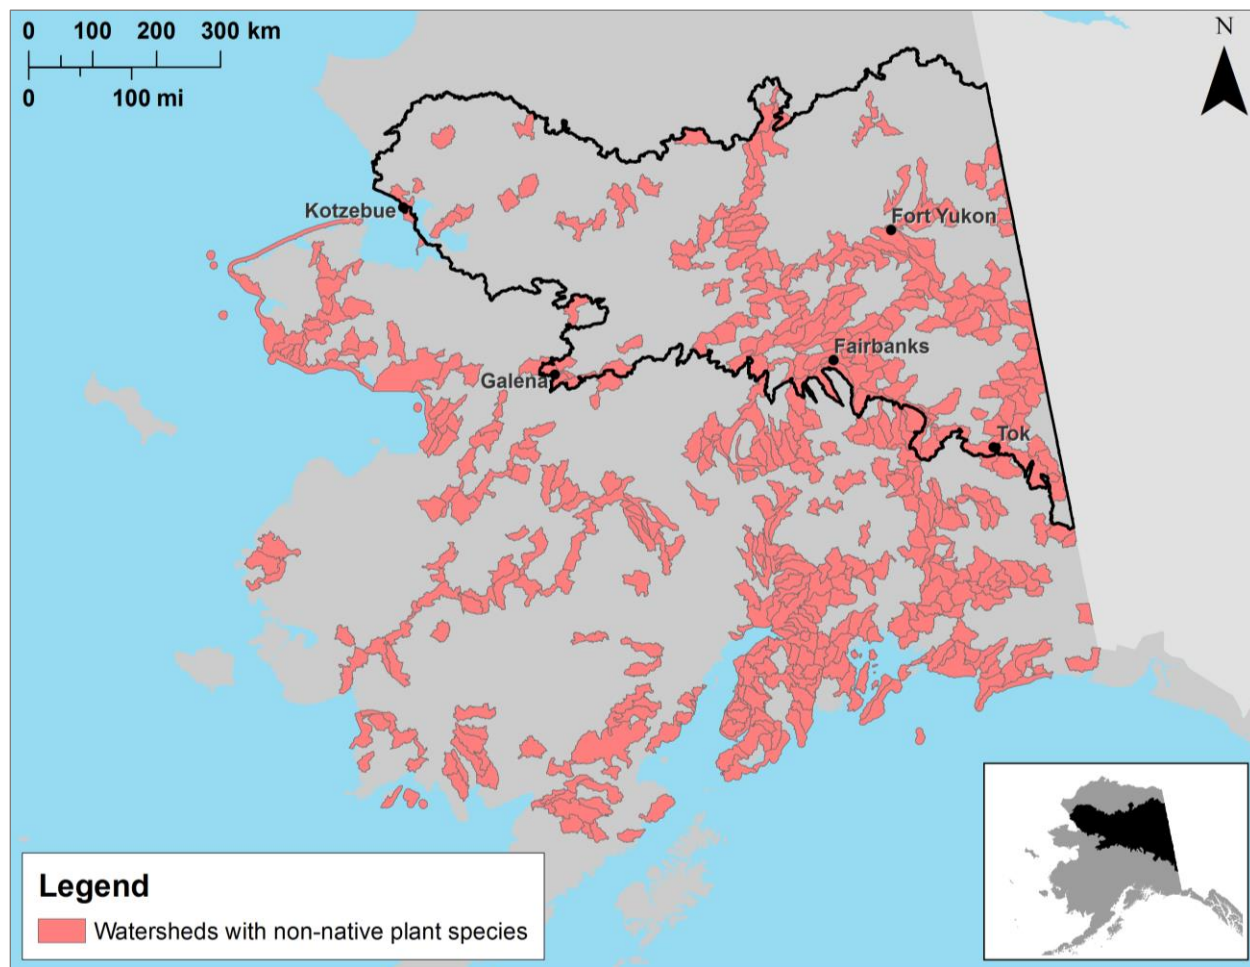 0 100 200 300 km
0 100 mi
N
Kotzebue
Fort Yukon
Fairbanks
Galena
Tok
Legend
Watersheds with non-native plant species